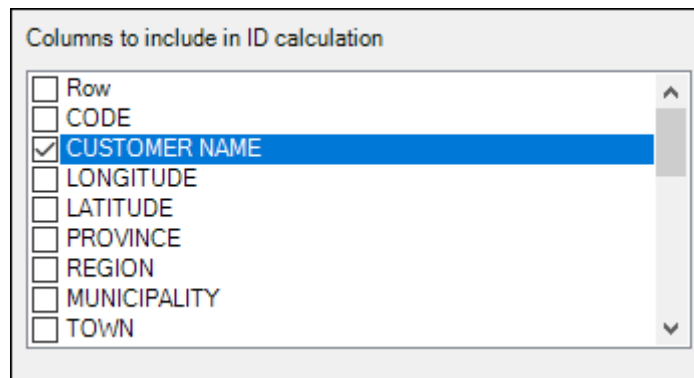 Columns to include in ID calculation
Row
CODE
CUSTOMER NAME
LONGITUDE
LATITUDE
PROVINCE
REGION
MUNICIPALITY
TOWN